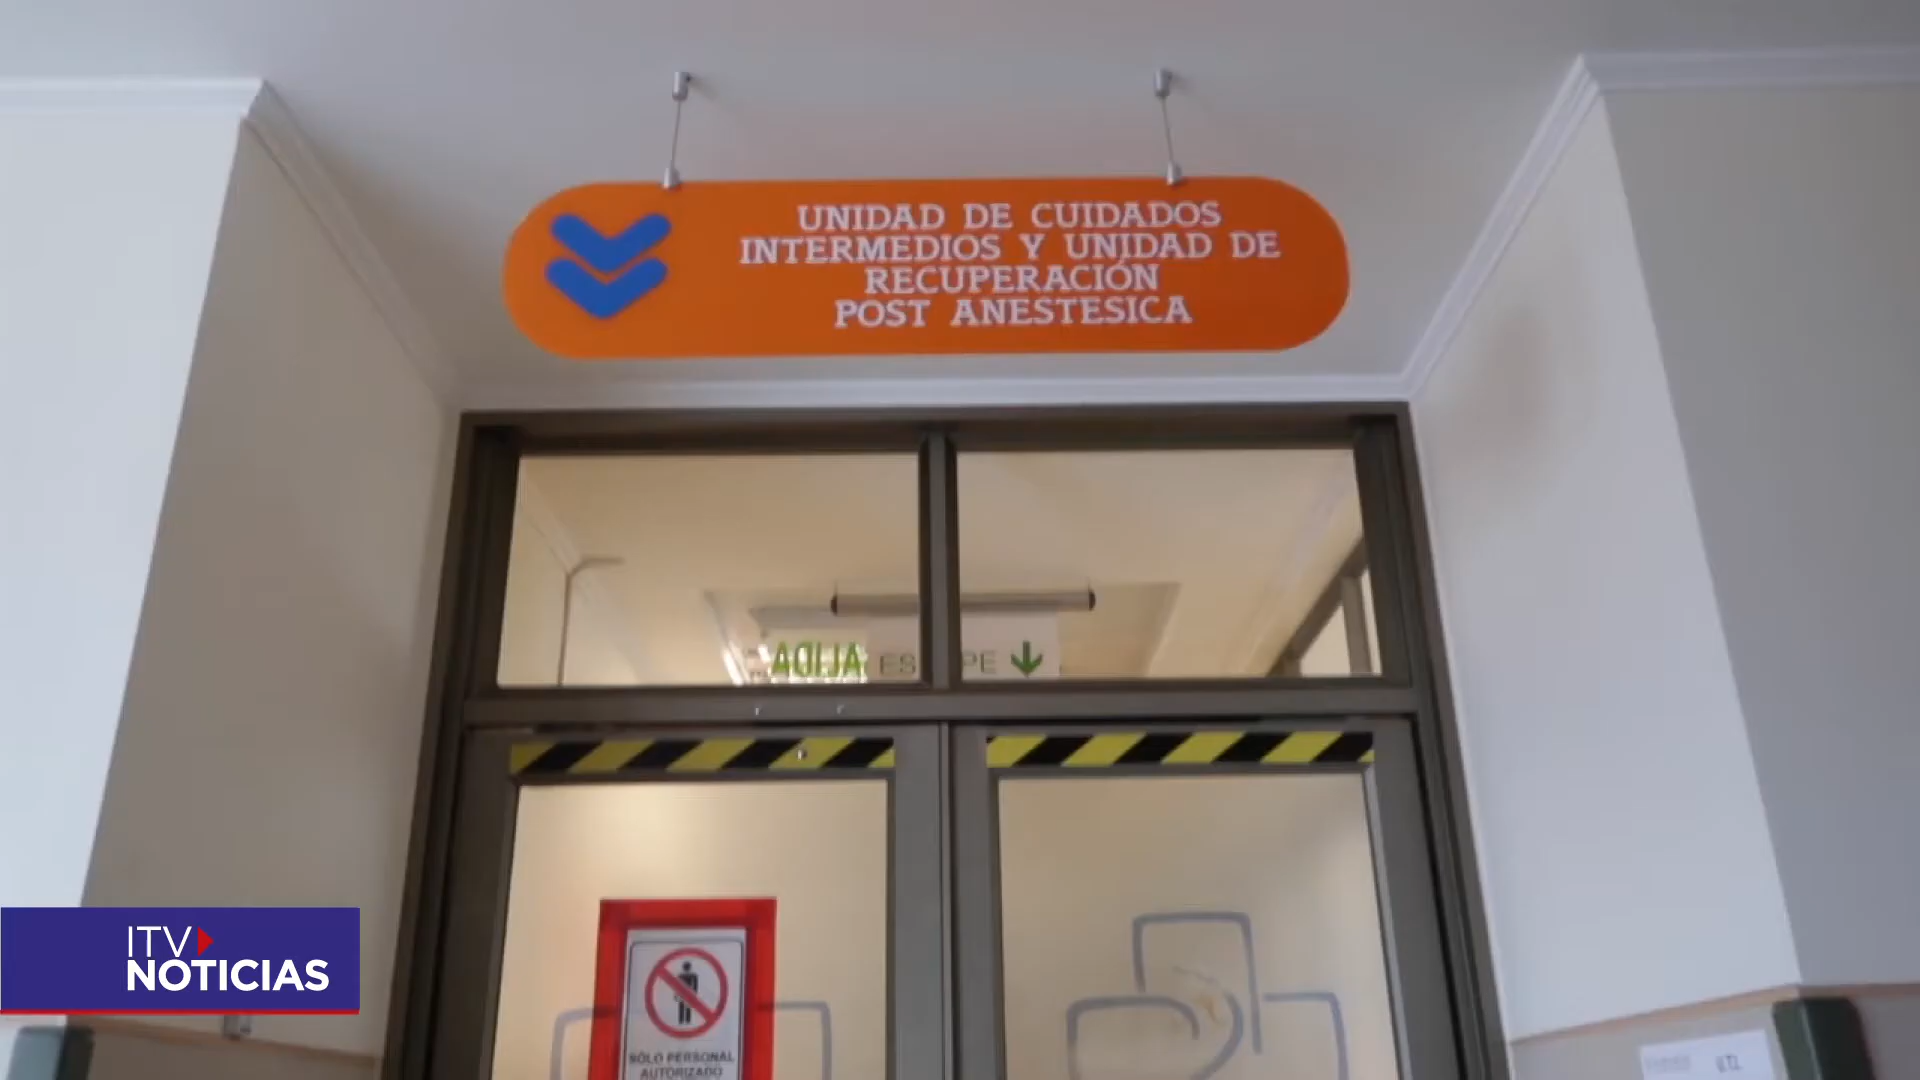 UNIDAD DE CUIDADOS
INTERMEDIOS Y UNIDAD DE
RECUPERACIÓN
POST ANESTESICA
ITV
NOTICIAS
SÓLO PERSONAL
AUTORIZADO